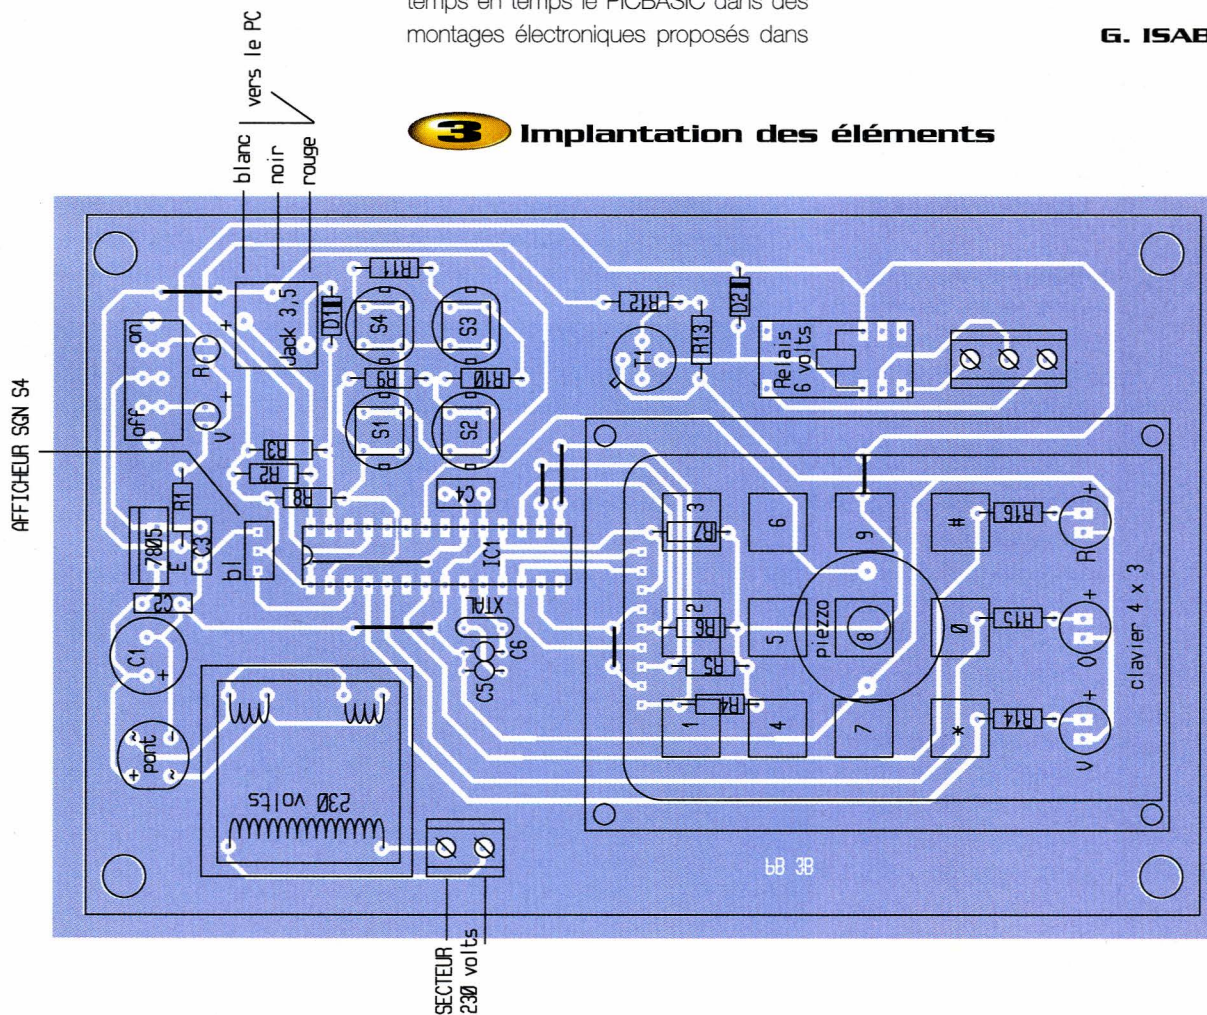 temps en temps le PICBASIC dans des
montages électroniques proposés dans
G. ISAB
3 Implantation des éléments
AFFICHEUR SGN S4
blanc
noir
rouge
vers le PC
on
off
R
+
V
+
Jack 3,5
D1
R11
S4
S3
R9
R10
S1
S2
R3
R2
R8
C4
R1
7805
E
C3
bl
C2
C1
+
IC1
XTAL
C5
C6
Pont
+
-
~
~
230 volts
SECTEUR
230 volts
R12
T1
R13
D2
Relais
6 volts
3
6
9
#
R7
2
5
8
0
R6
piezzo
R5
R4
1
4
7
*
R16
R15
R14
R
+
O
+
V
+
clavier 4 x 3
PB 3B